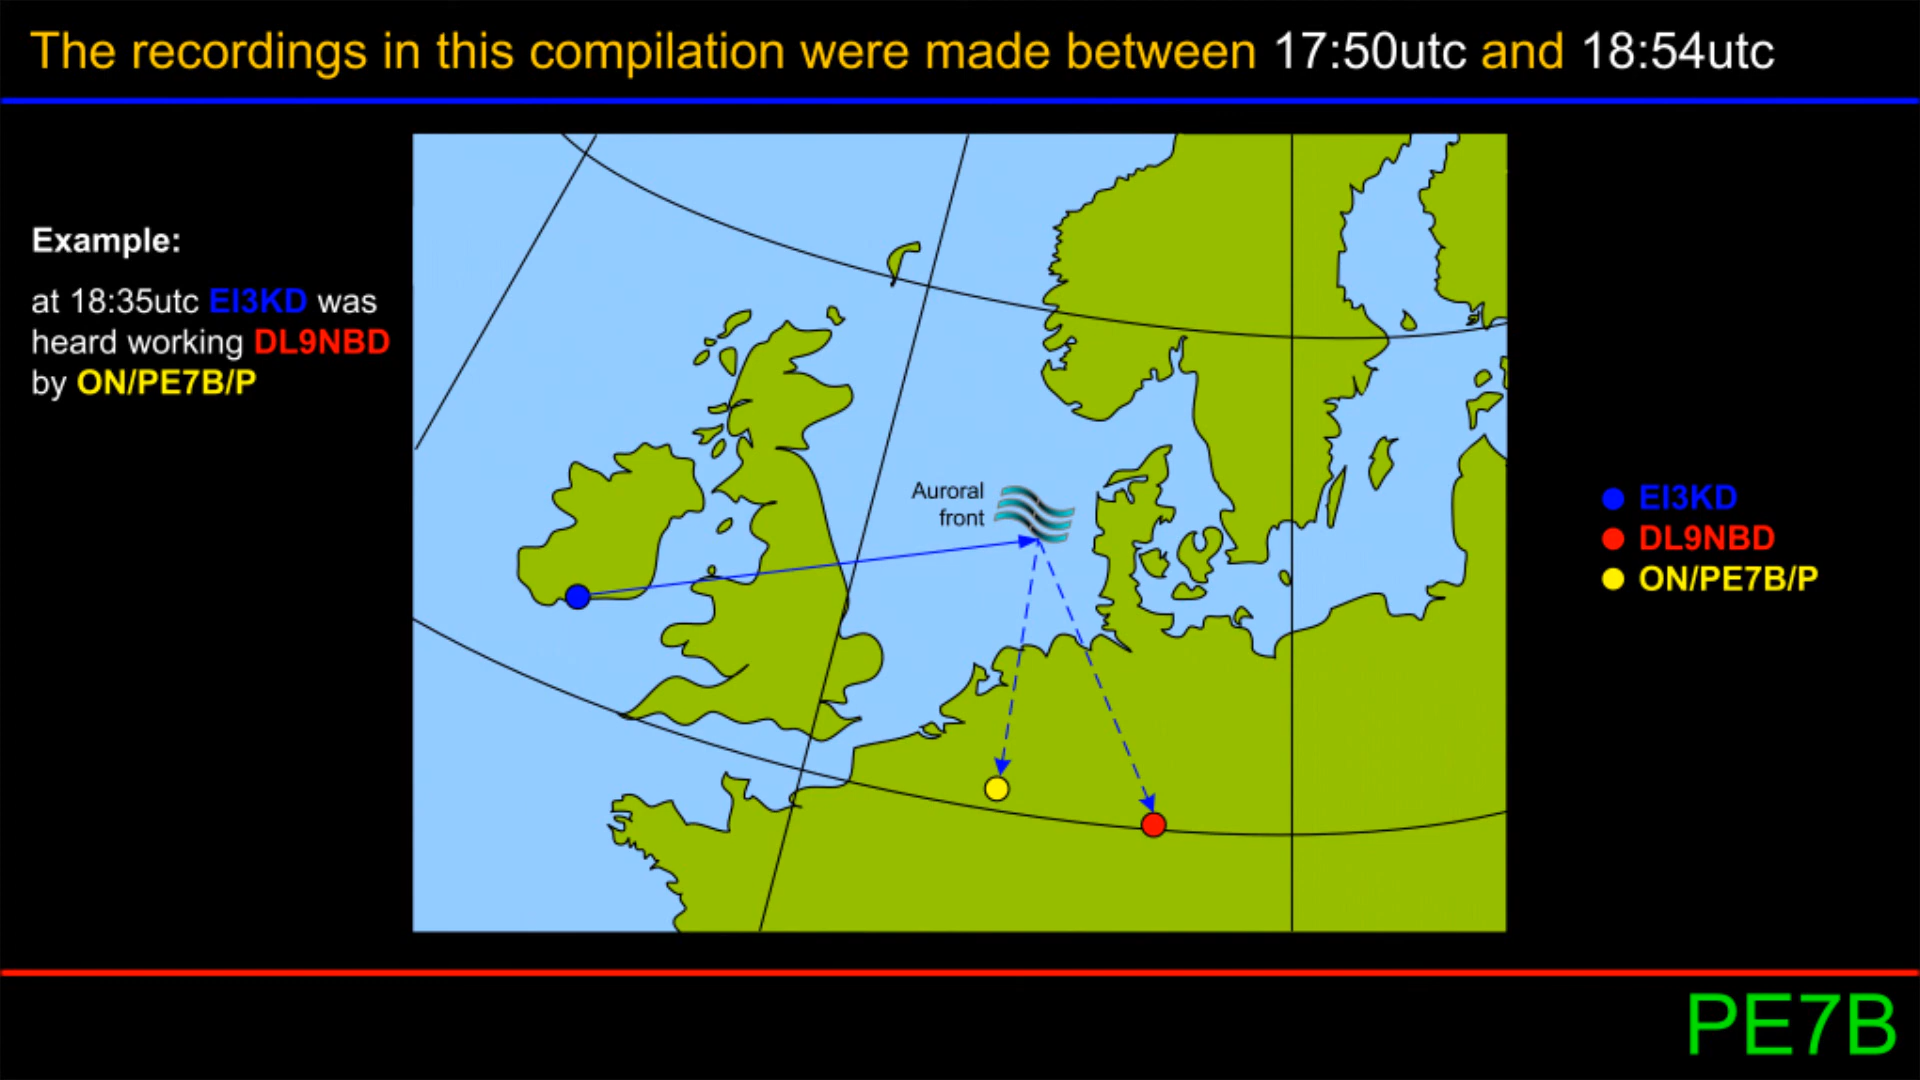 The recordings in this compilation were made between 17:50utc and 18:54utc
Example:
at 18:35utc EI3KD was
heard working DL9NBD
by ON/PE7B/P
Auroral
front
EI3KD
DL9NBD
ON/PE7B/P
PE7B